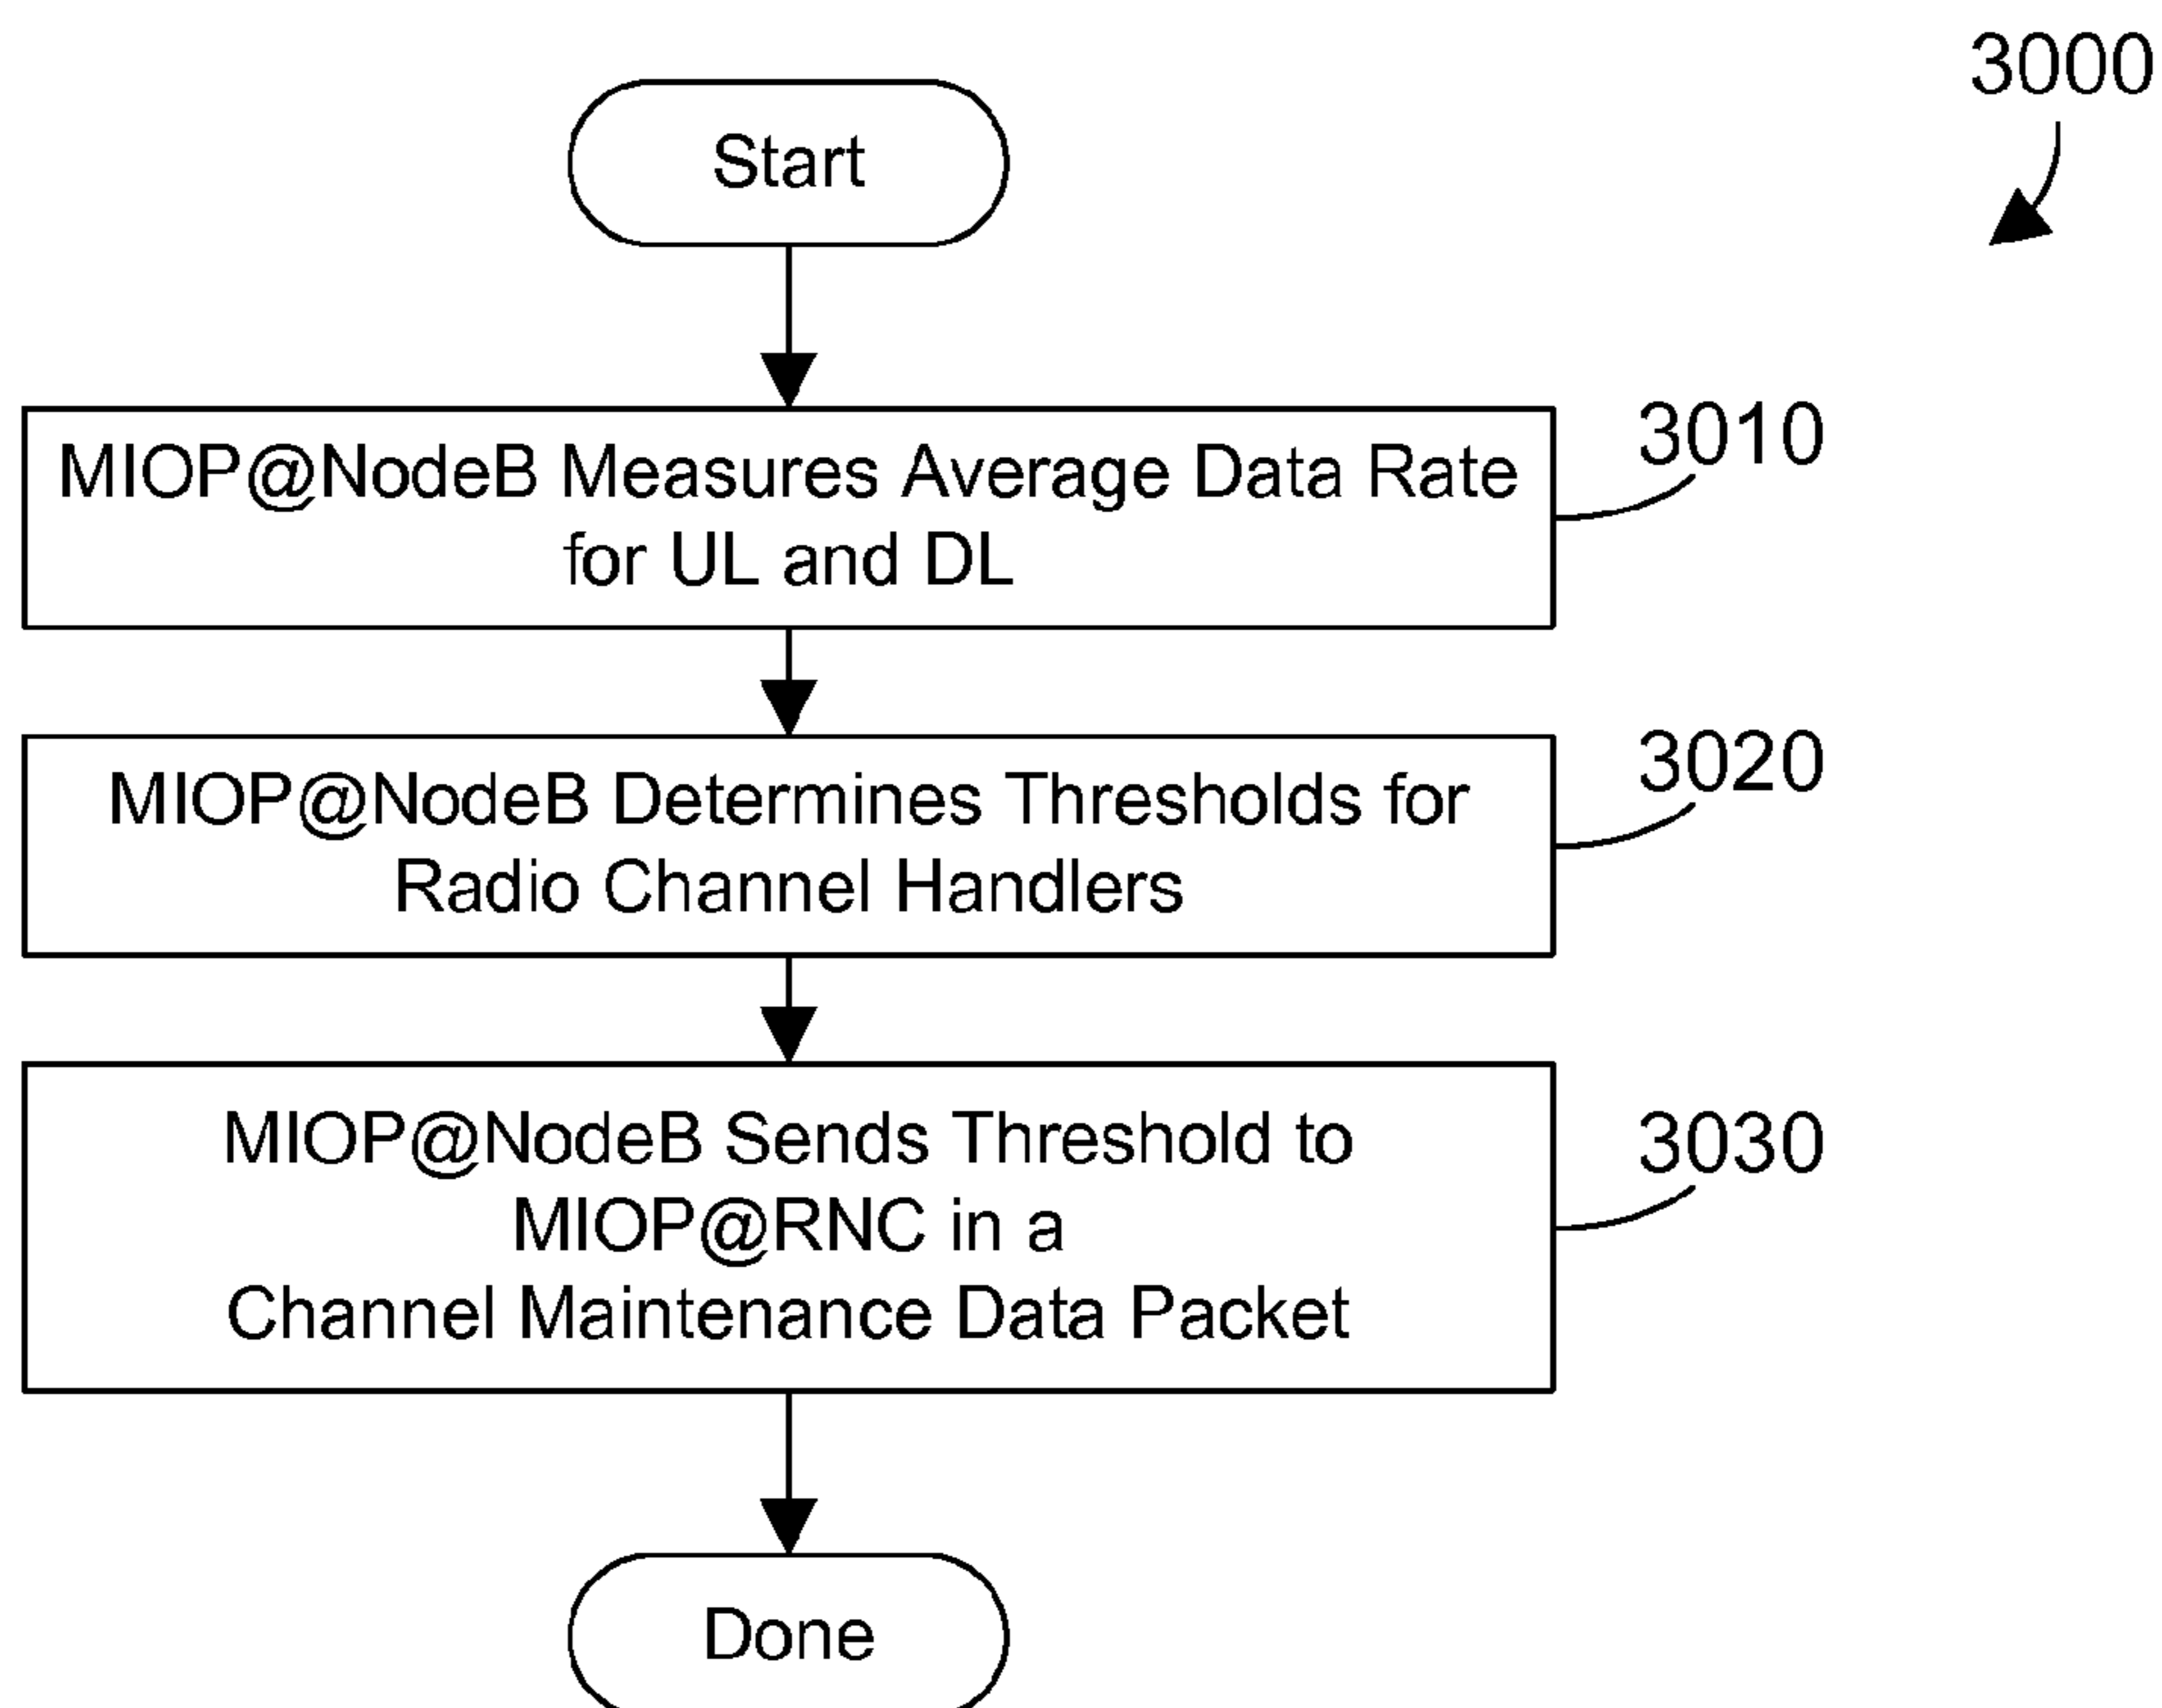 3000
Start
MIOP@NodeB Measures Average Data Rate
for UL and DL
3010
MIOP@NodeB Determines Thresholds for
Radio Channel Handlers
3020
MIOP@NodeB Sends Threshold to
MIOP@RNC in a
Channel Maintenance Data Packet
3030
Done